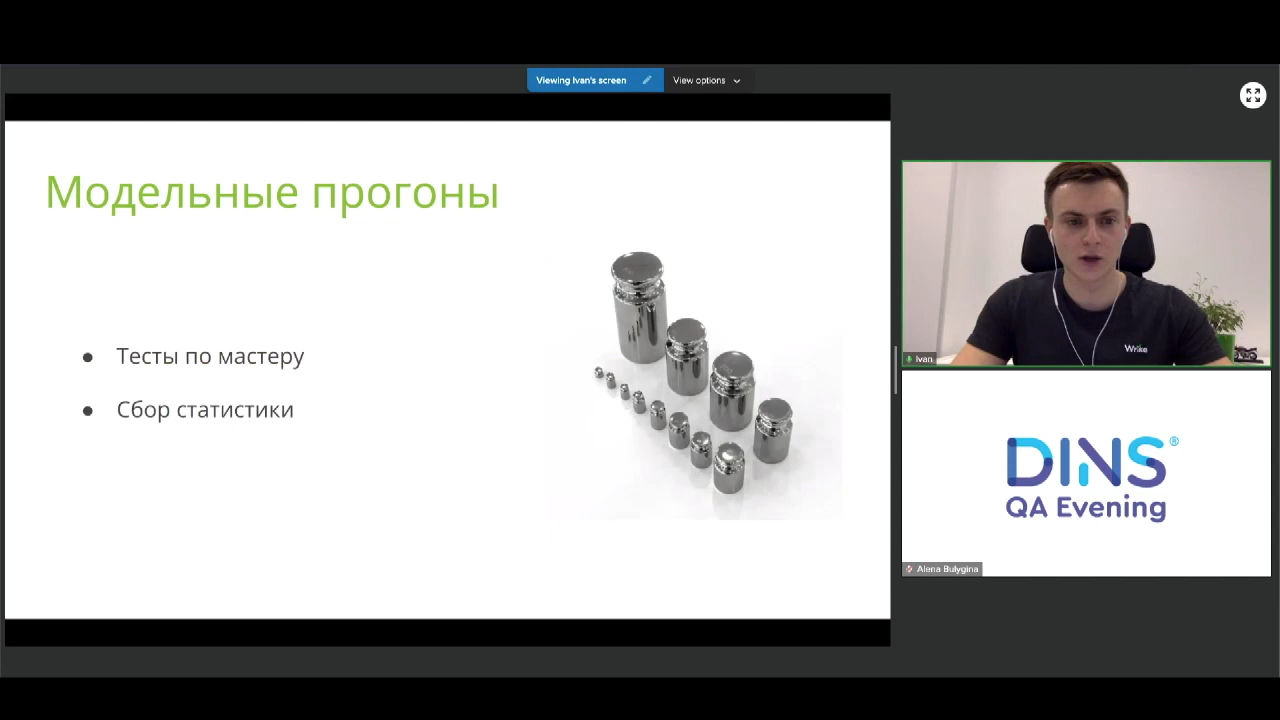 Viewing Ivan's screen
View options
Модельные прогоны
● Тесты по мастеру
● Сбор статистики
Wrike
Ivan
DINS®
QA Evening
Alena Bulygina